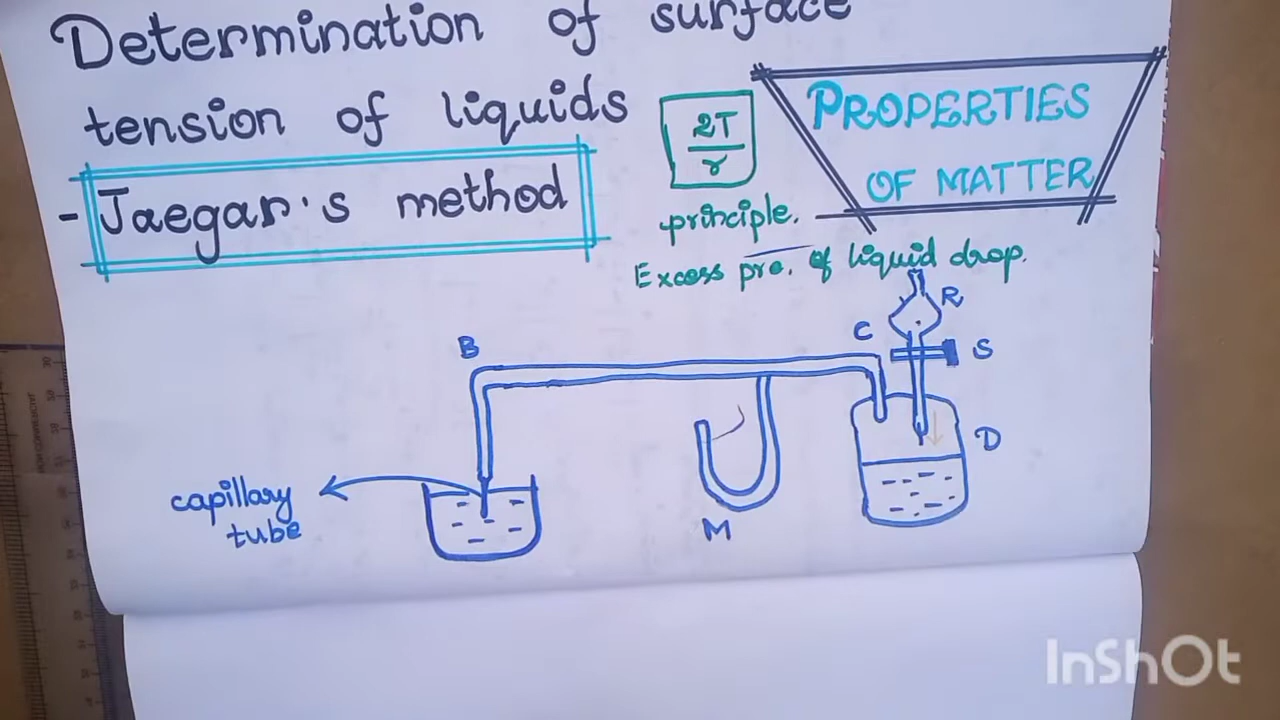 Determination of surface
tension of liquids
- Jaegar's method
2T
r
principle.
Excess pre. of liquid drop.
PROPERTIES
OF MATTER
R
C
S
B
D
capillary
tube
M
InShOt